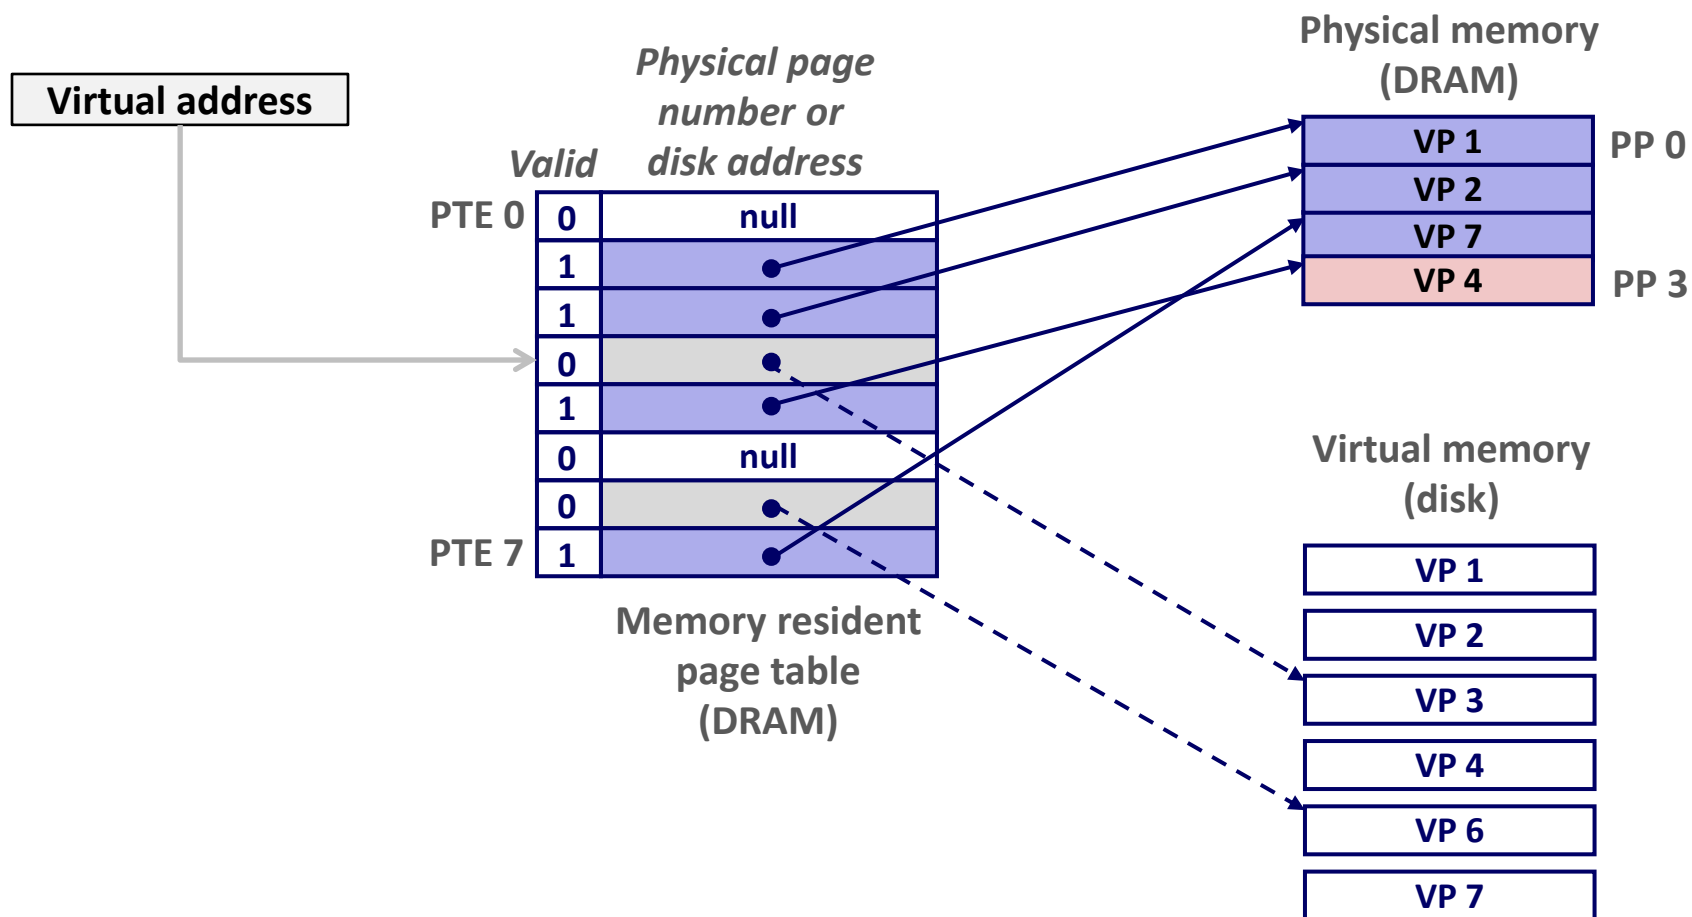 Virtual address
Physical page
number or
disk address
Valid
PTE 0
0
null
1
1
0
1
0
null
0
PTE 7
1
Memory resident
page table
(DRAM)
Physical memory
(DRAM)
VP 1
PP 0
VP 2
VP 7
VP 4
PP 3
Virtual memory
(disk)
VP 1
VP 2
VP 3
VP 4
VP 6
VP 7